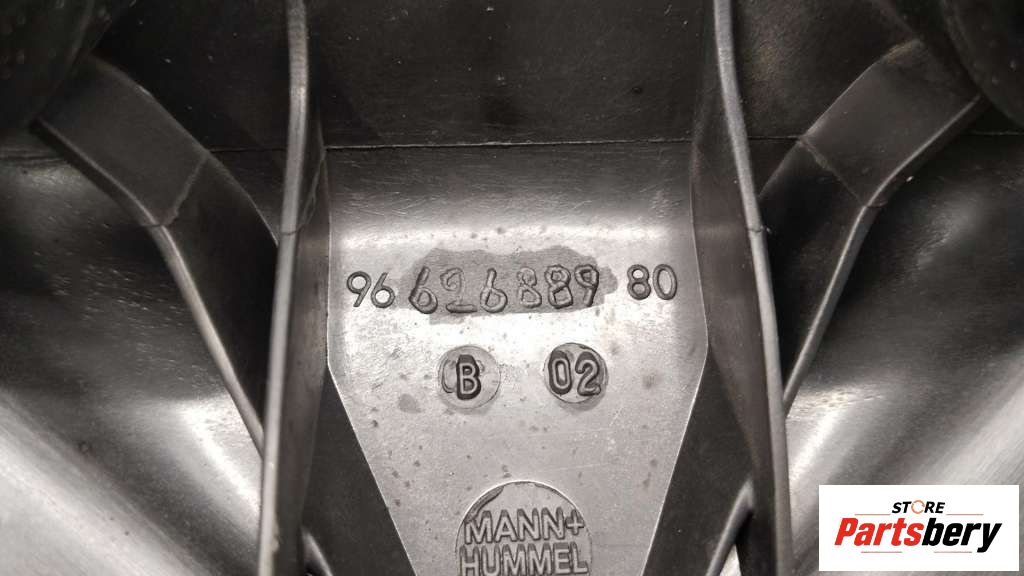 96 626889 80
B 02
MANN+
HUMMEL
STORE
Partsbery